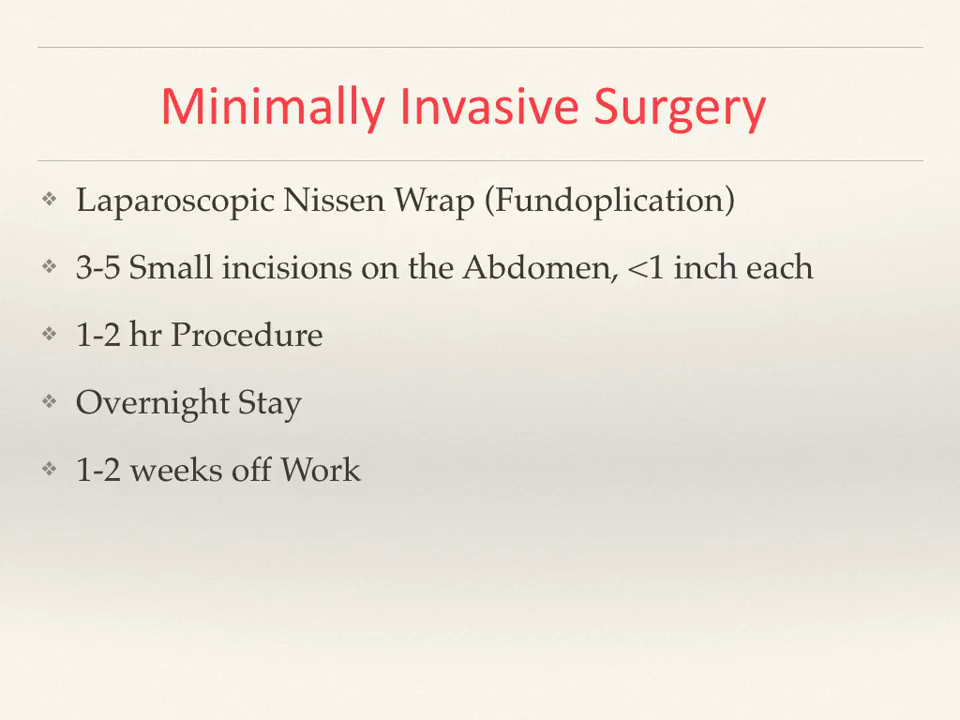 Minimally Invasive Surgery
Laparoscopic Nissen Wrap (Fundoplication)
3-5 Small incisions on the Abdomen, <1 inch each
1-2 hr Procedure
Overnight Stay
1-2 weeks off Work